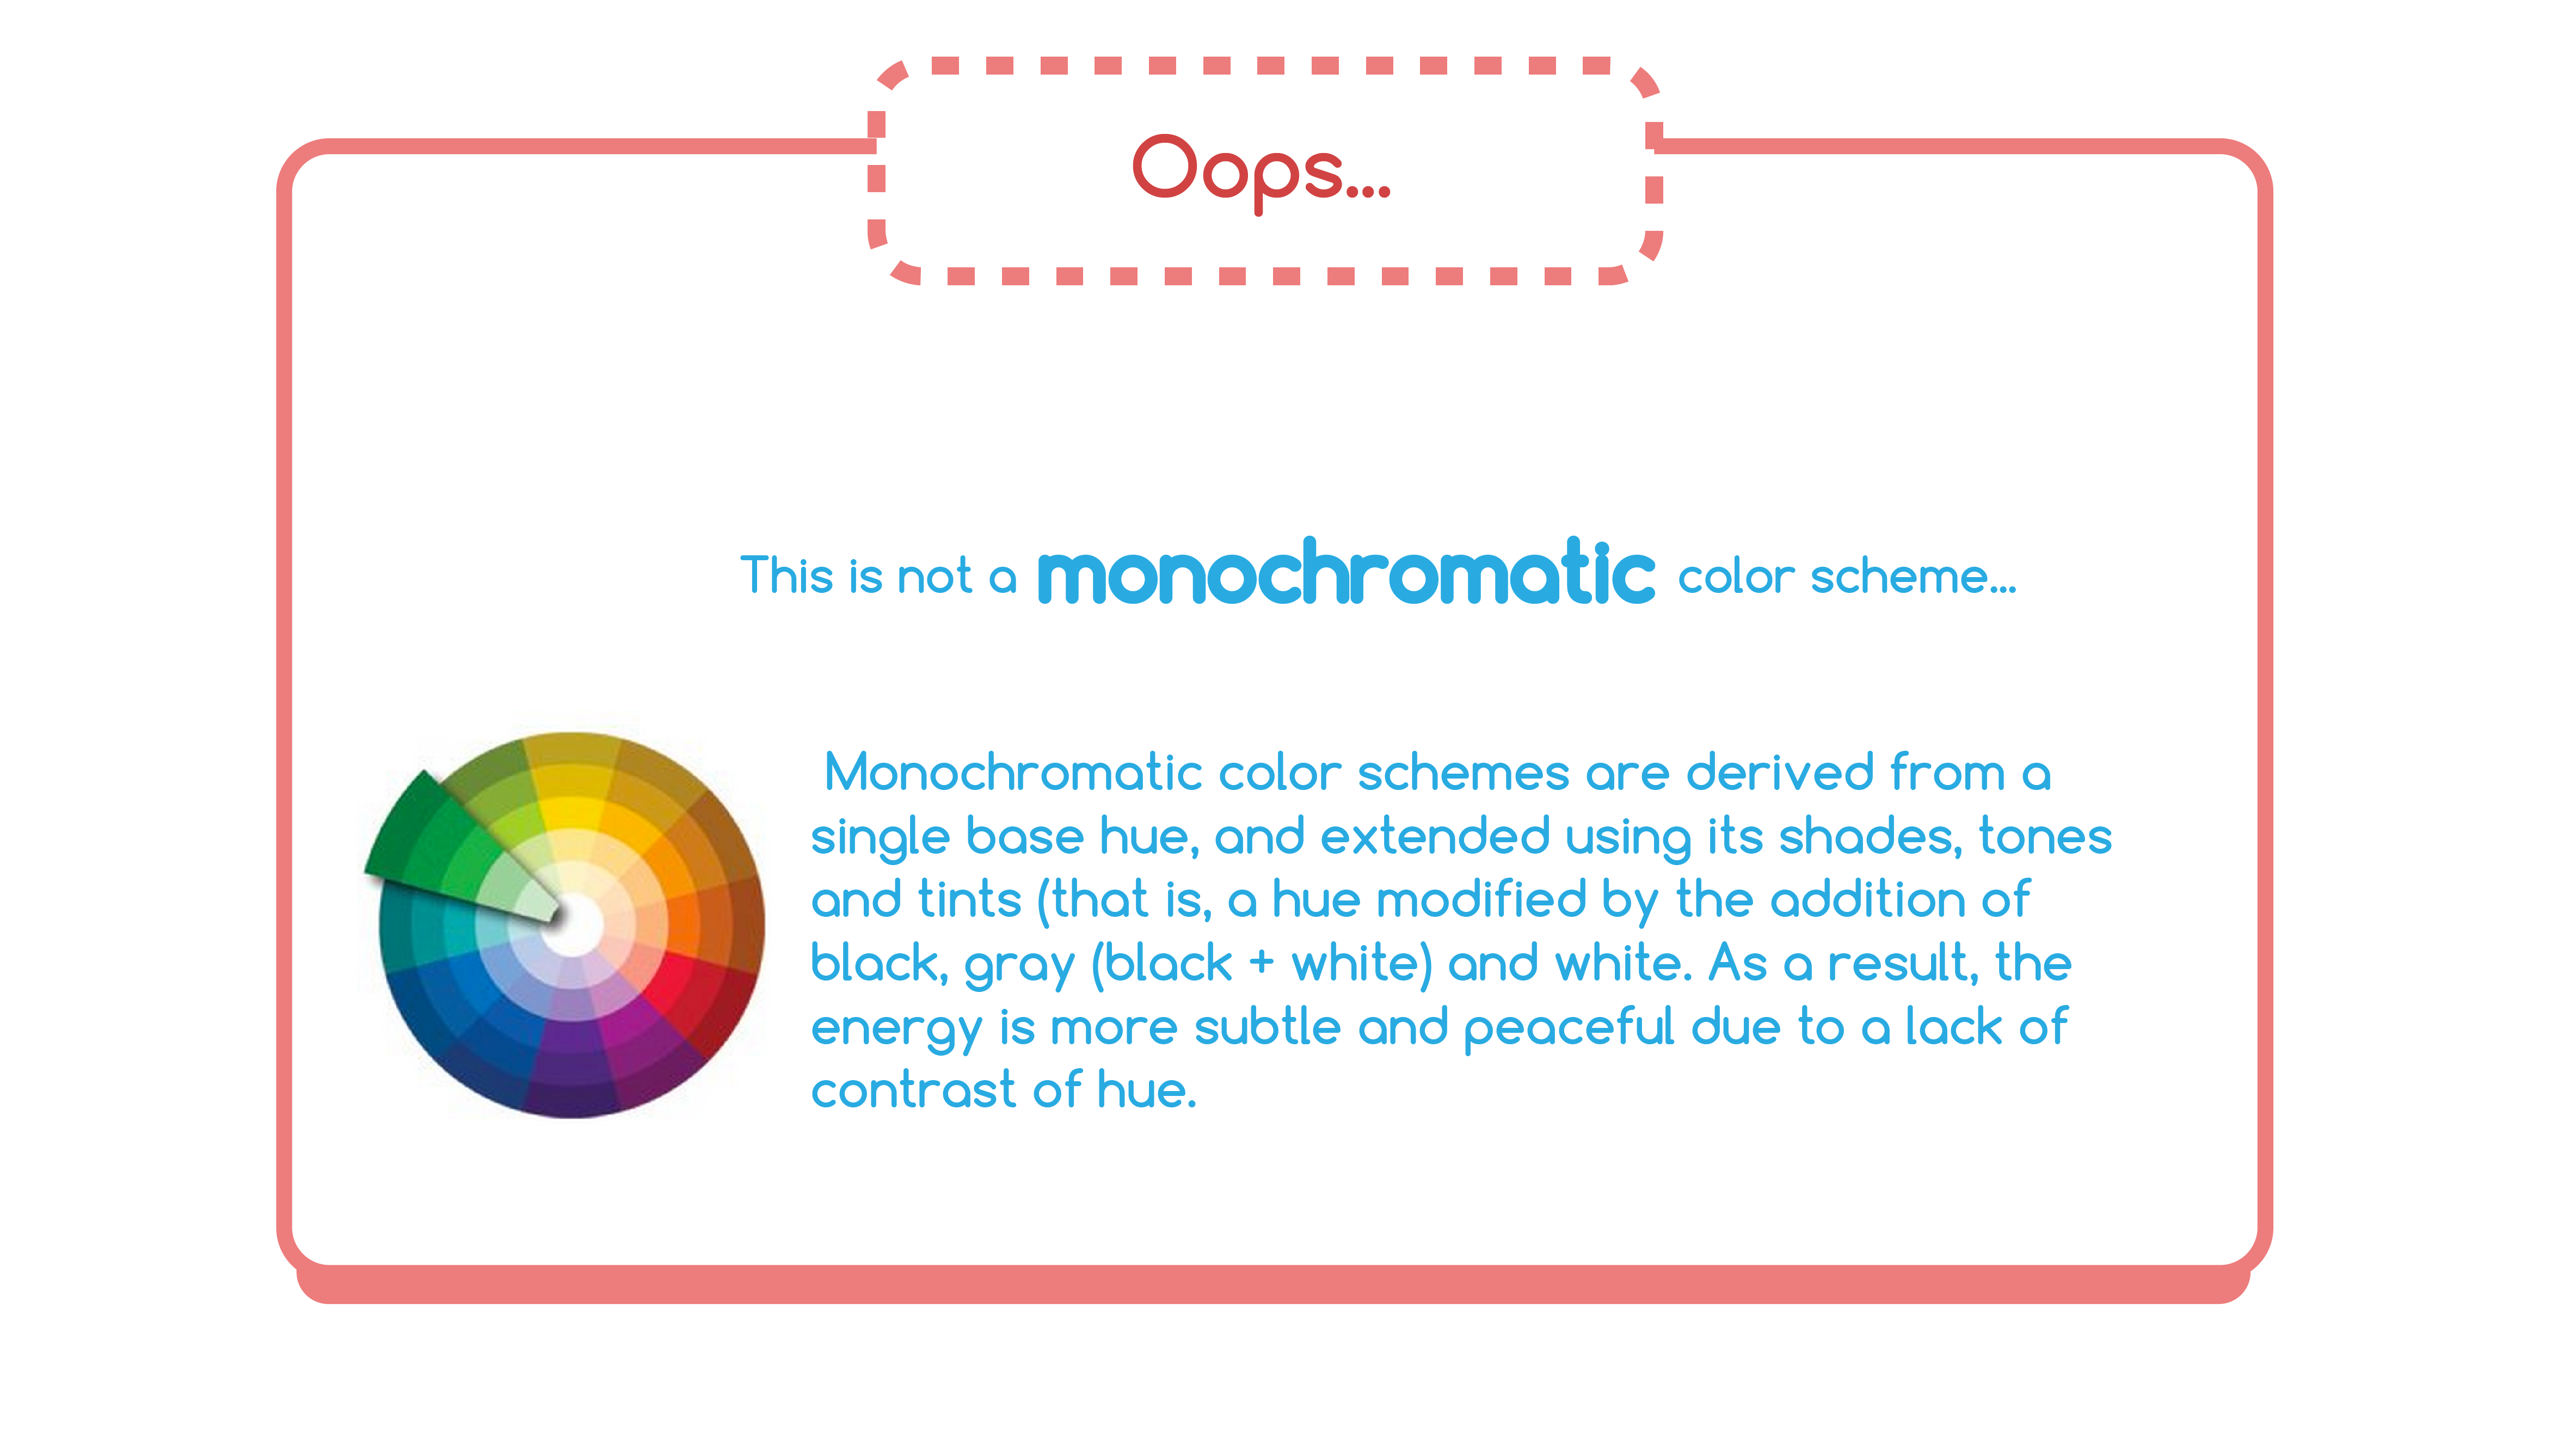 Oops...
This is not a monochromatic color scheme...
Monochromatic color schemes are derived from a
single base hue, and extended using its shades, tones
and tints (that is, a hue modified by the addition of
black, gray (black + white) and white. As a result, the
energy is more subtle and peaceful due to a lack of
contrast of hue.